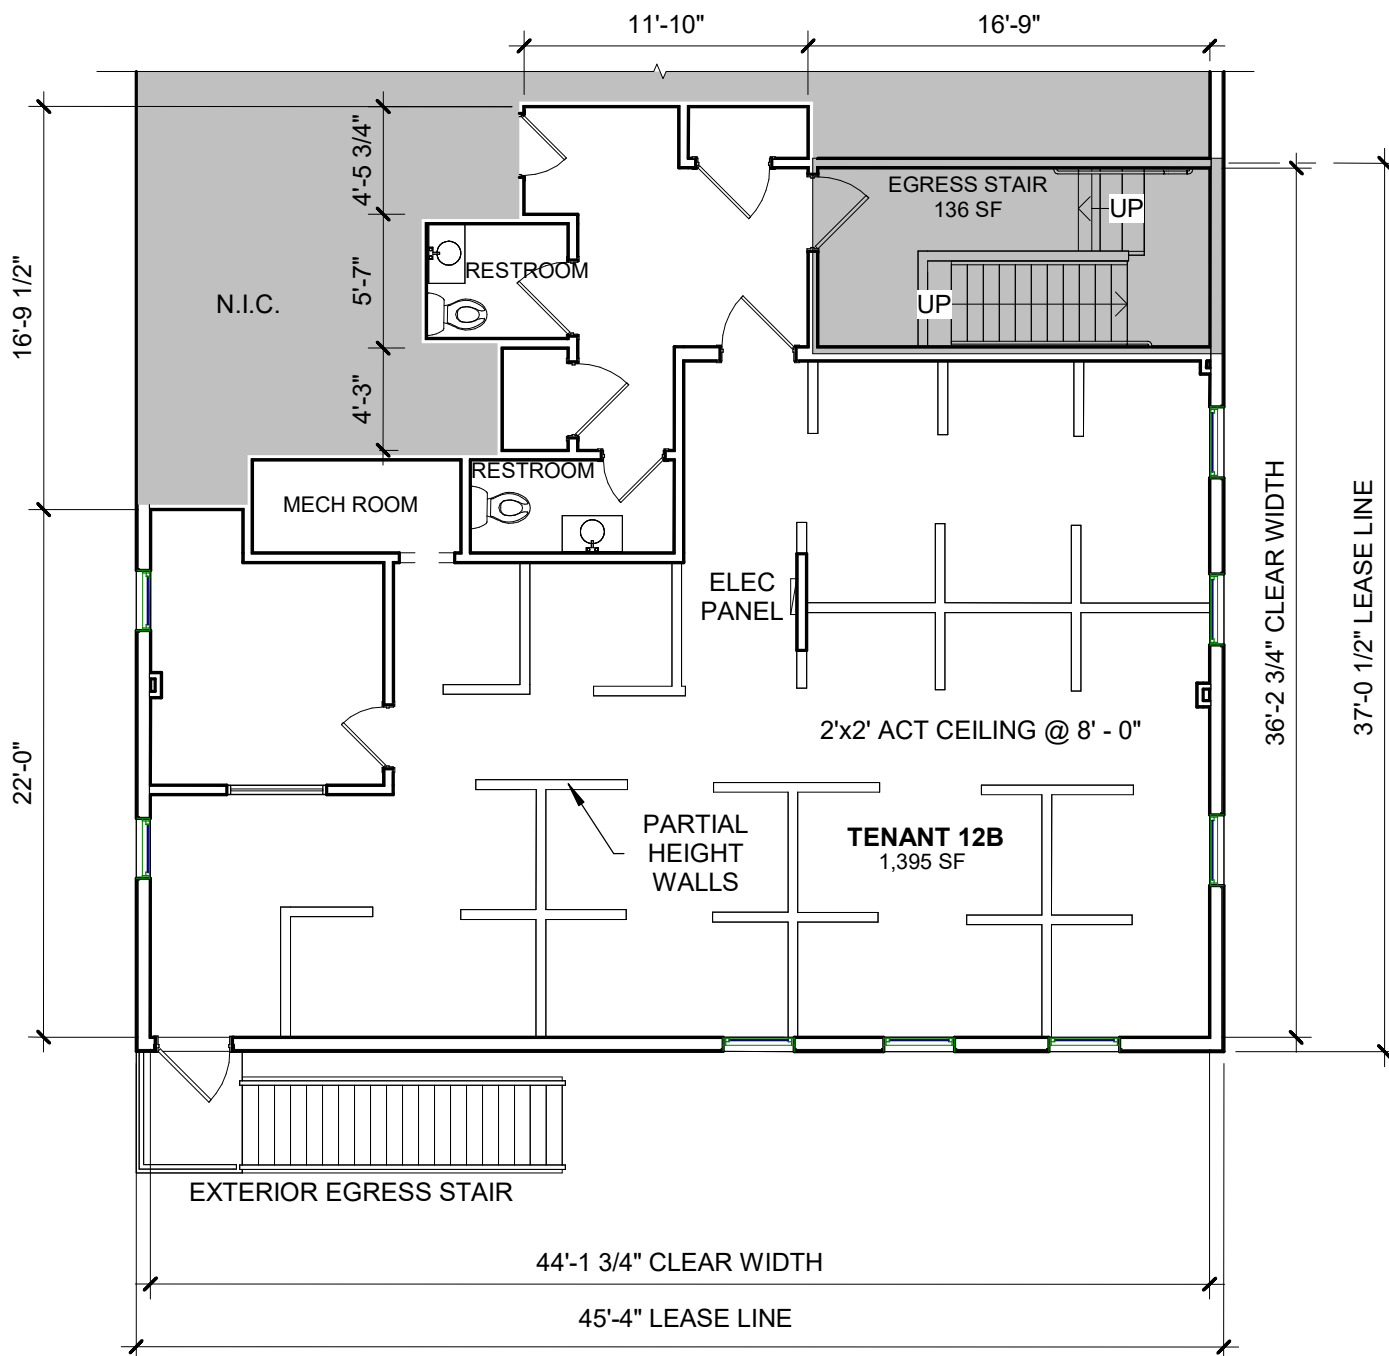 11'-10"
16'-9"
4'-5 3/4"
EGRESS STAIR
136 SF
UP
16'-9 1/2"
N.I.C.
5'-7"
RESTROOM
UP
4'-3"
RESTROOM
MECH ROOM
ELEC
PANEL
36'-2 3/4" CLEAR WIDTH
37'-0 1/2" LEASE LINE
2'x2' ACT CEILING @ 8' - 0"
22'-0"
PARTIAL
HEIGHT
WALLS
TENANT 12B
1,395 SF
EXTERIOR EGRESS STAIR
44'-1 3/4" CLEAR WIDTH
45'-4" LEASE LINE